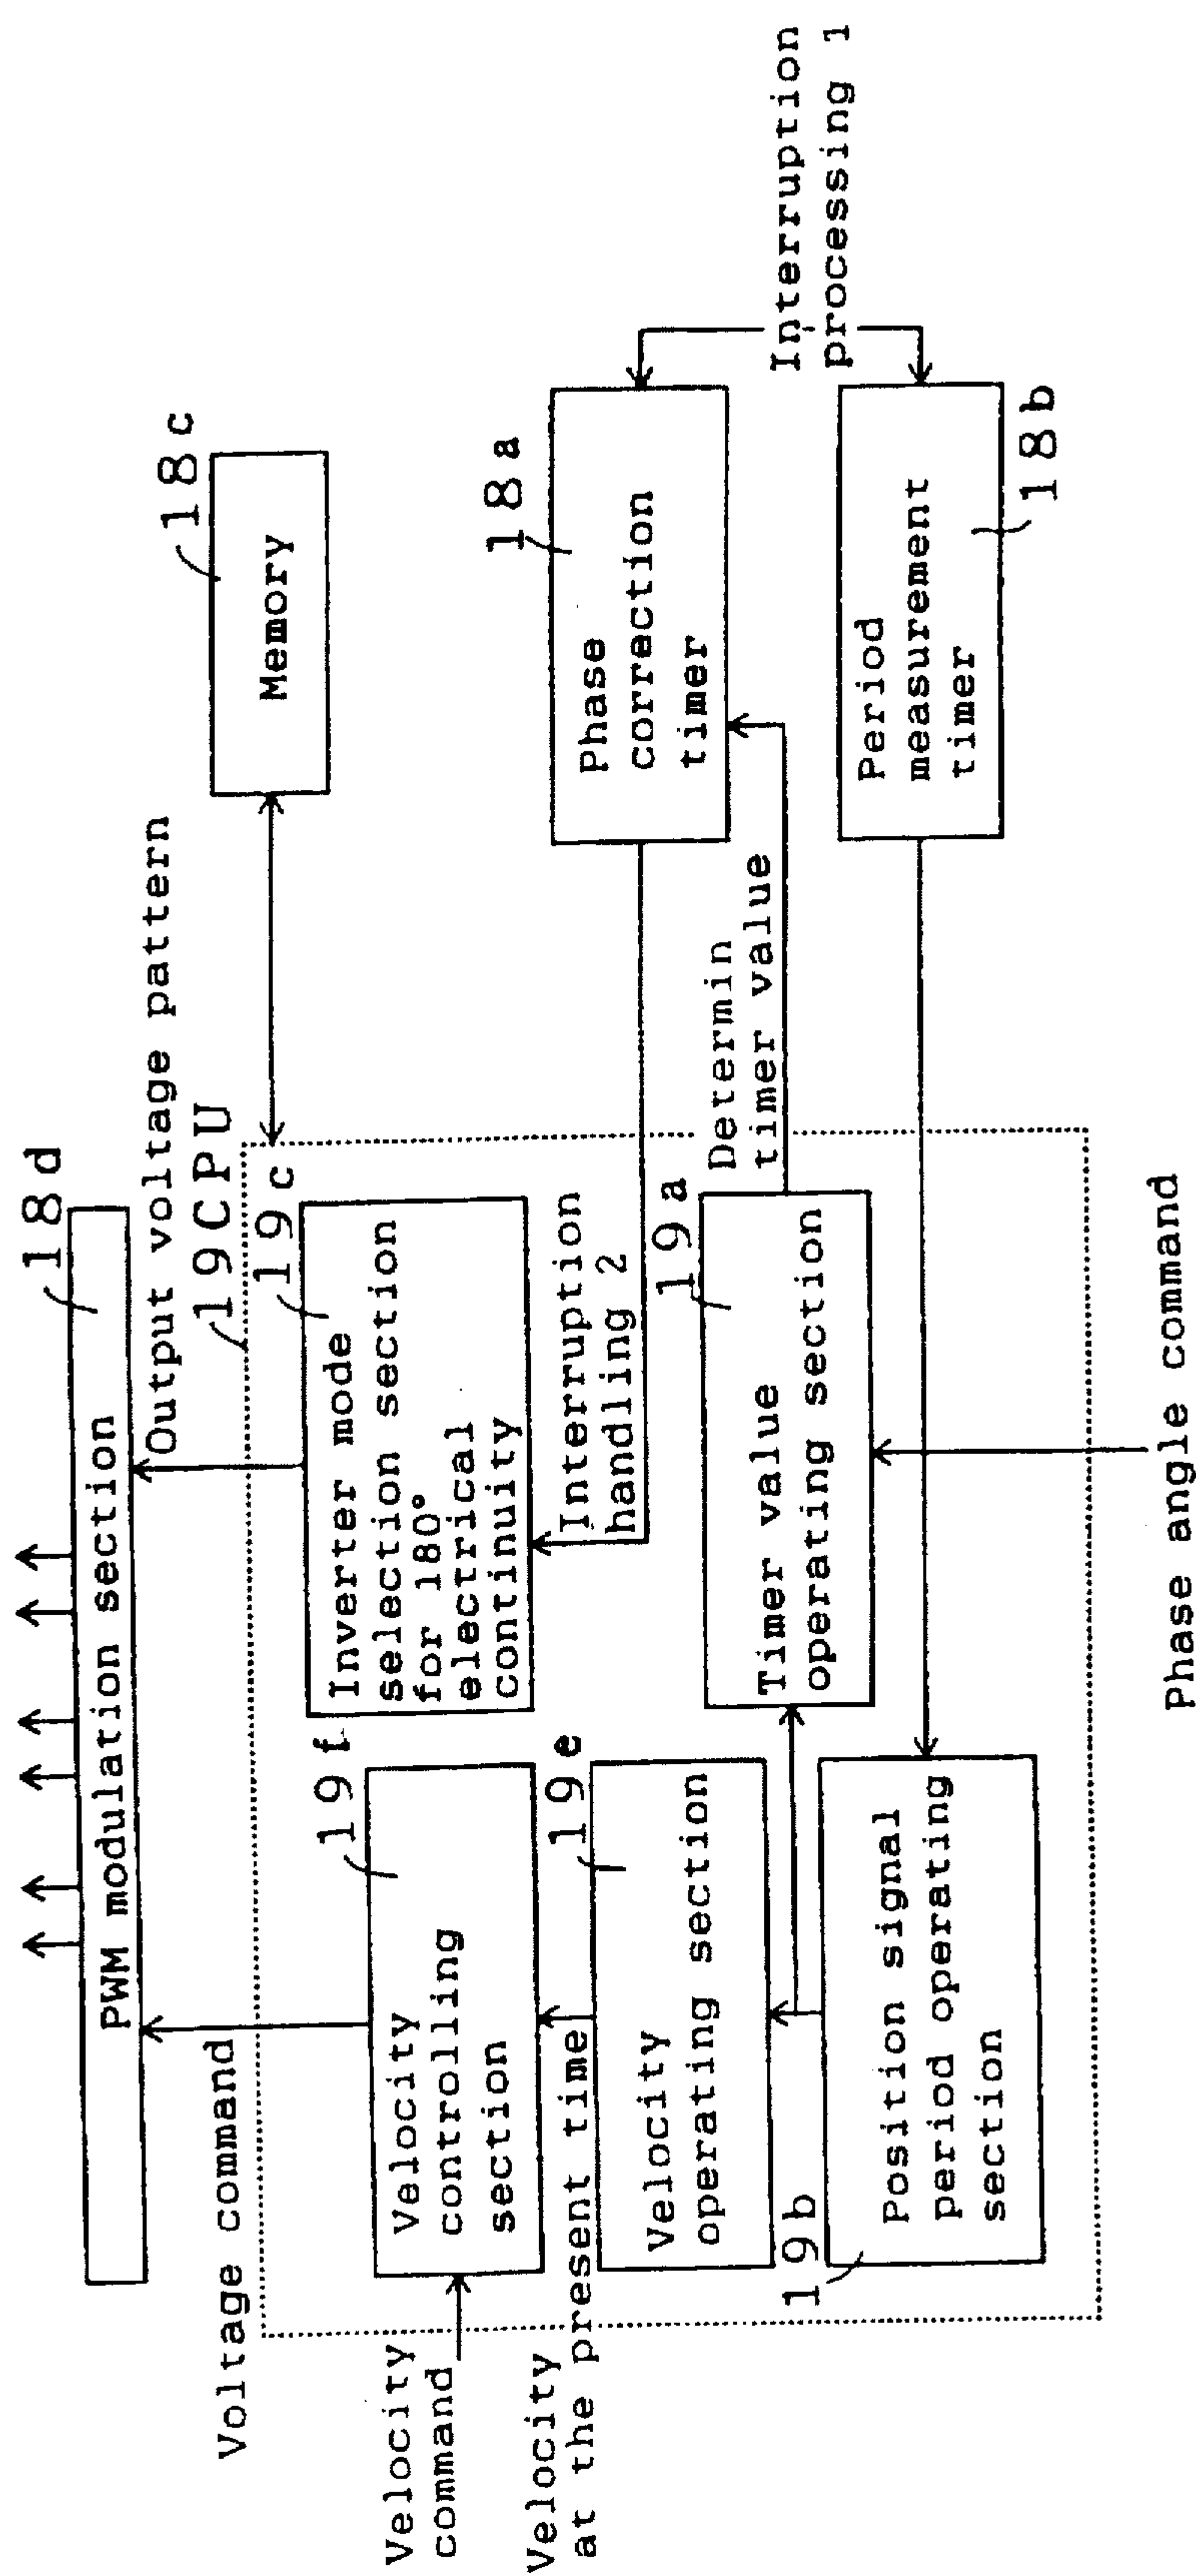 18d
PWM modulation section
Voltage command
Output voltage pattern
19CPU
18c
Memory
19f
Velocity
controlling
section
Velocity
command
19c
Inverter mode
selection section
for 180°
electrical
continuity
Interruption
handling 2
18a
Phase
correction
timer
Velocity
at the present time
19e
Velocity
operating section
19a
Timer value
operating section
Determin
timer value
Interruption
processing 1
19b
Position signal
period operating
section
Period
measurement
timer
18b
Phase angle command